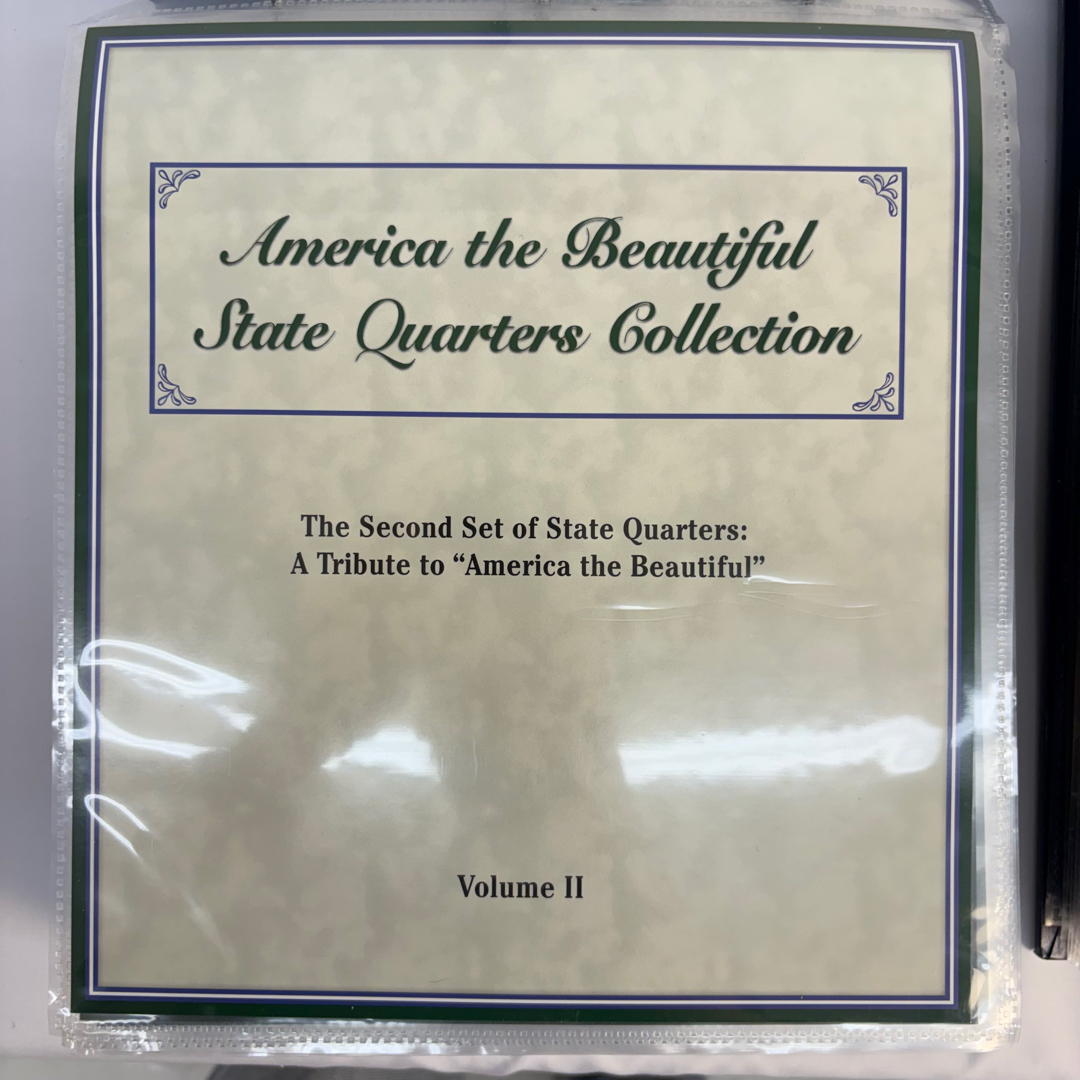 America the Beautiful
State Quarters Collection
The Second Set of State Quarters:
A Tribute to “America the Beautiful”
Volume II